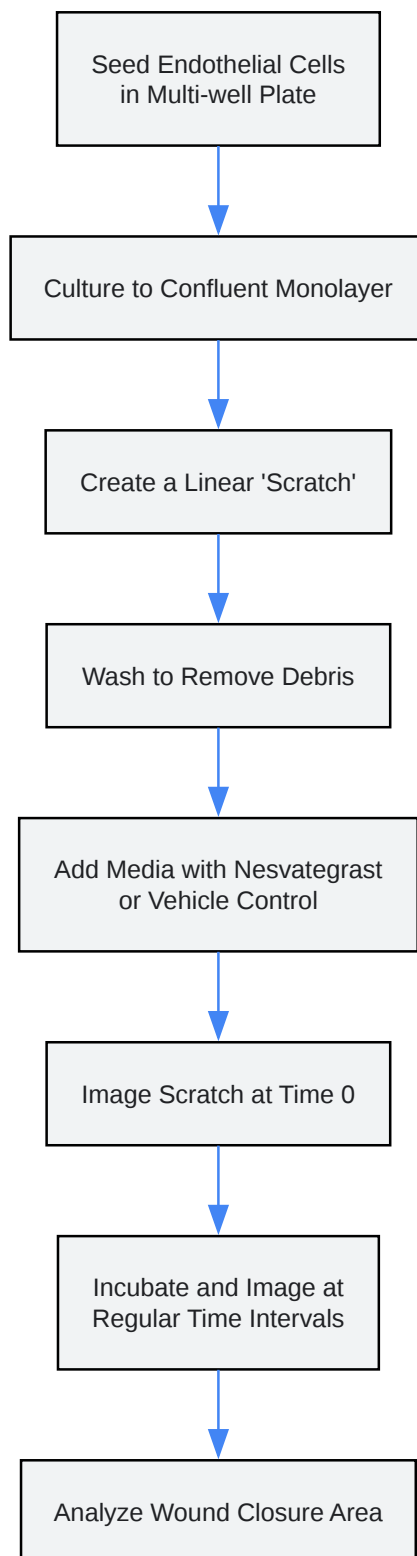 Seed Endothelial Cells
in Multi-well Plate
Culture to Confluent Monolayer
Create a Linear 'Scratch'
Wash to Remove Debris
Add Media with Nesvategrast
or Vehicle Control
Image Scratch at Time 0
Incubate and Image at
Regular Time Intervals
Analyze Wound Closure Area